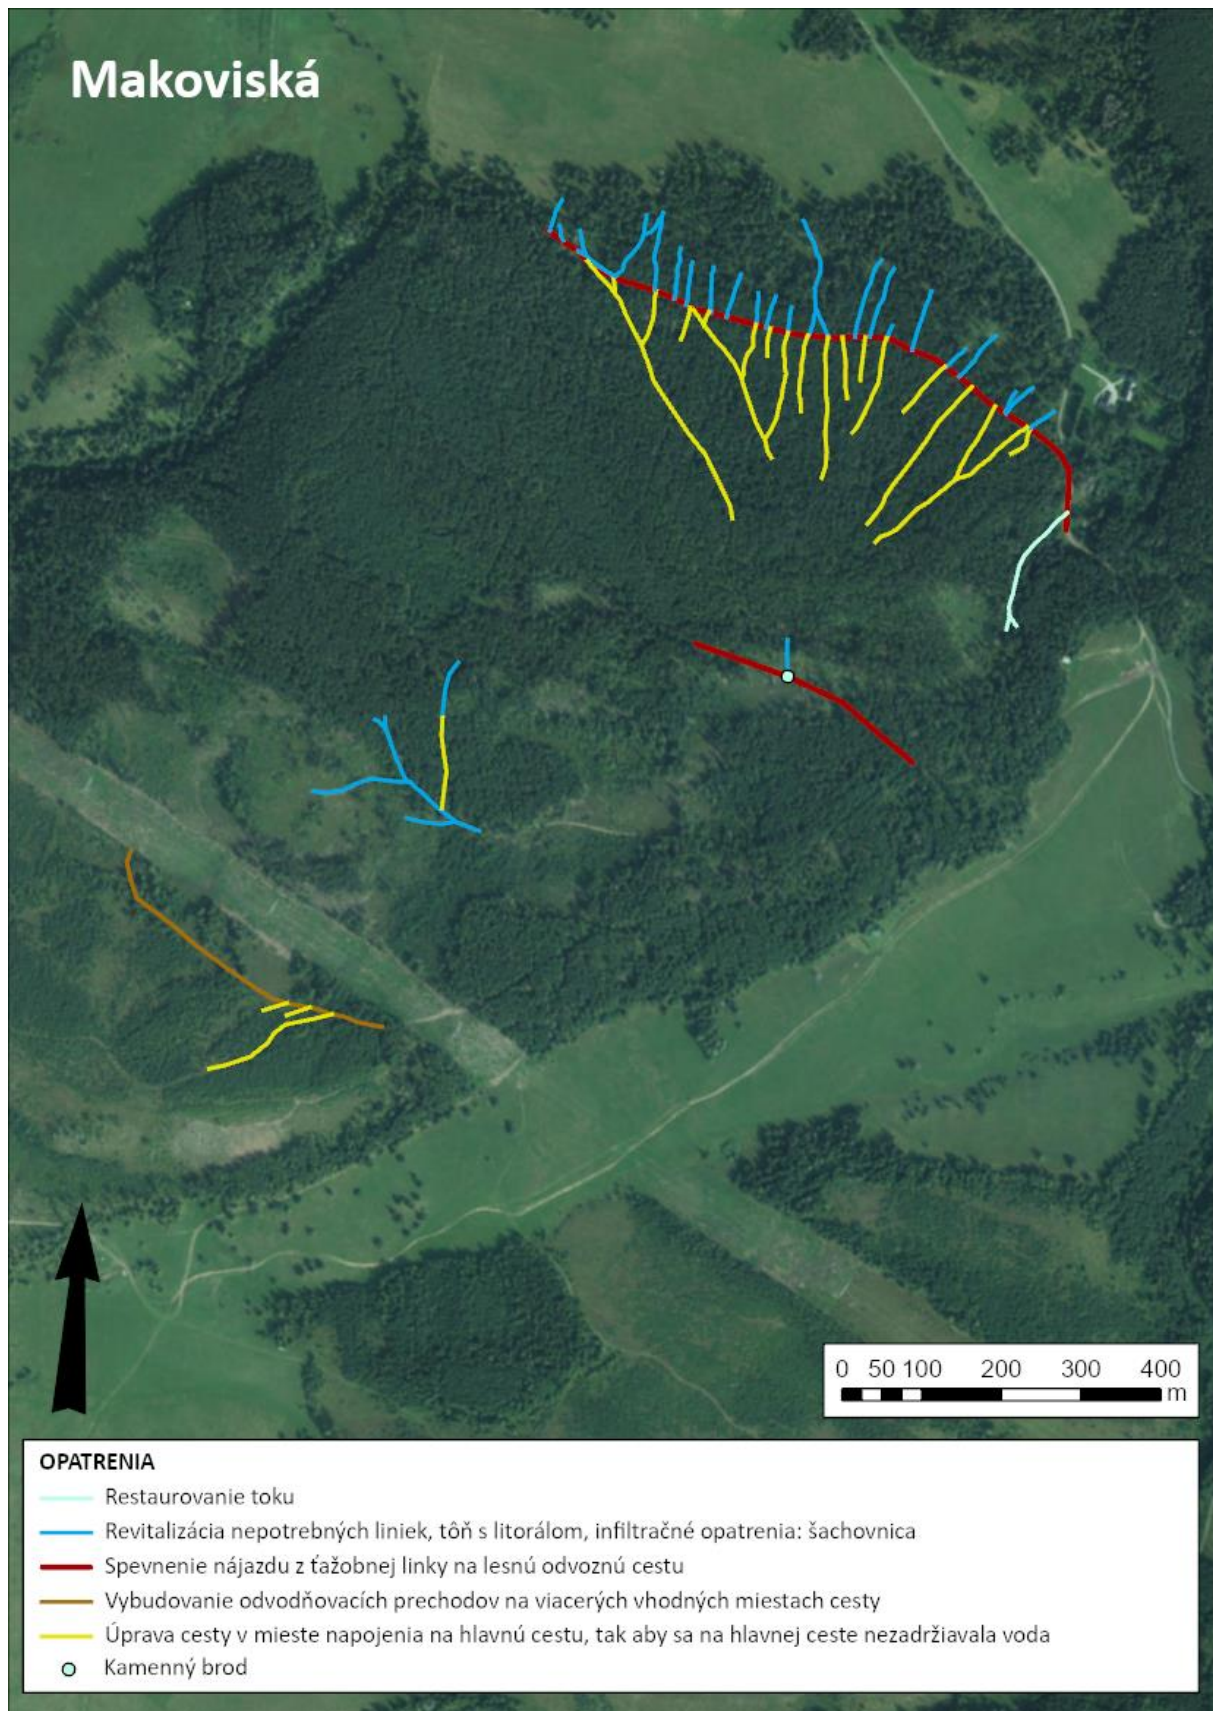 Makoviská
0 50 100 200 300 400
m
OPATRENIA
Restaurovanie toku
Revitalizácia nepotrebných liniek, tôň s litorálom, infiltračné opatrenia: šachovnica
Spevnenie nájazdu z ťažobnej linky na lesnú odvoznú cestu
Vybudovanie odvodňovacích prechodov na viacerých vhodných miestach cesty
Úprava cesty v mieste napojenia na hlavnú cestu, tak aby sa na hlavnej ceste nezadržiavala voda
Kamenný brod